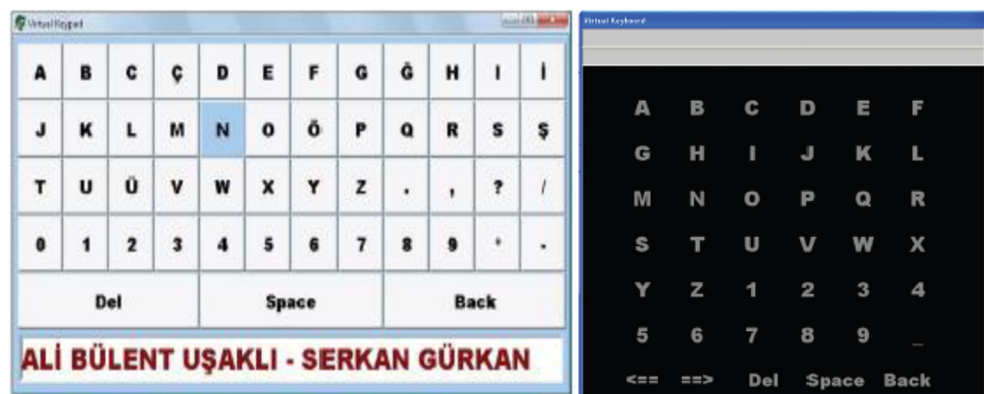 Virtual Keypad
A B C Ç D E F G Ğ H I İ
J K L M N O Ö P Q R S Ş
T U Ü V W X Y Z . , ? /
0 1 2 3 4 5 6 7 8 9 * -
Del Space Back
ALİ BÜLENT UŞAKLI - SERKAN GÜRKAN
Virtual Keyboard
A B C D E F
G H I J K L
M N O P Q R
S T U V W X
Y Z 1 2 3 4
5 6 7 8 9 _
<== ==> Del Space Back